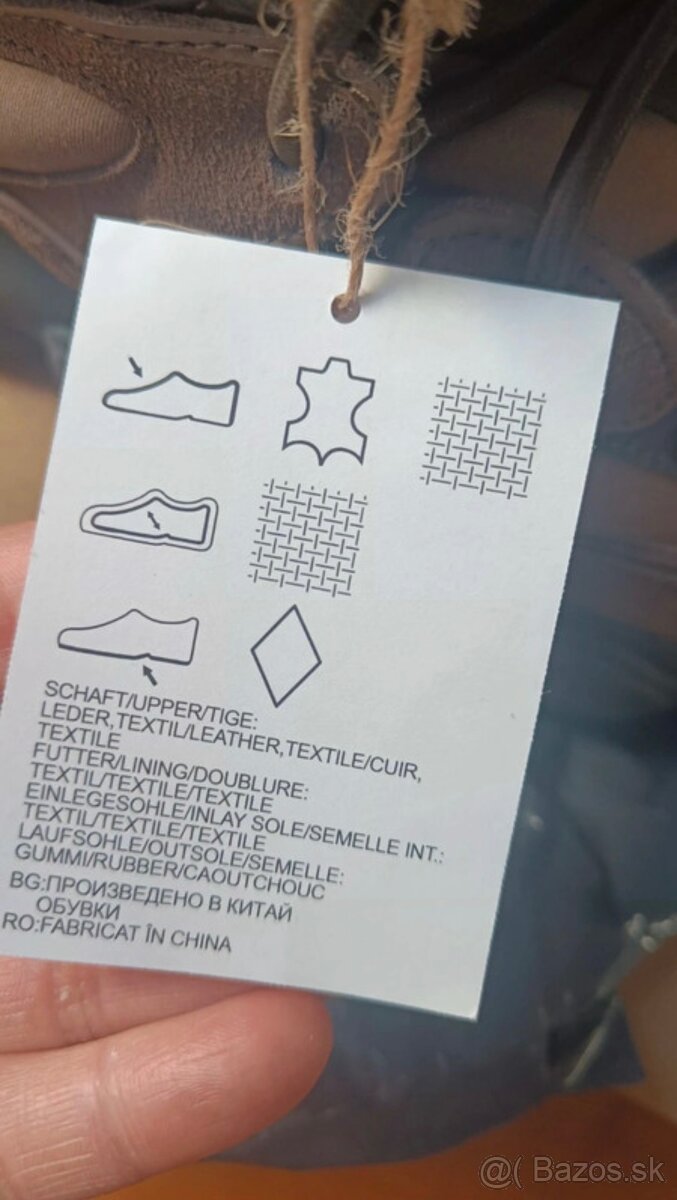 SCHAFT/UPPER/TIGE:
LEDER,TEXTIL/LEATHER,TEXTILE/CUIR,
TEXTILE
FUTTER/LINING/DOUBLURE:
TEXTIL/TEXTILE/TEXTILE
EINLEGESOHLE/INLAY SOLE/SEMELLE INT.:
TEXTIL/TEXTILE/TEXTILE
LAUFSOHLE/OUTSOLE/SEMELLE:
GUMMI/RUBBER/CAOUTCHOUC
BG:ПРОИЗВЕДЕНО В КИТАЙ
ОБУВКИ
RO:FABRICAT ÎN CHINA
@( Bazos.sk